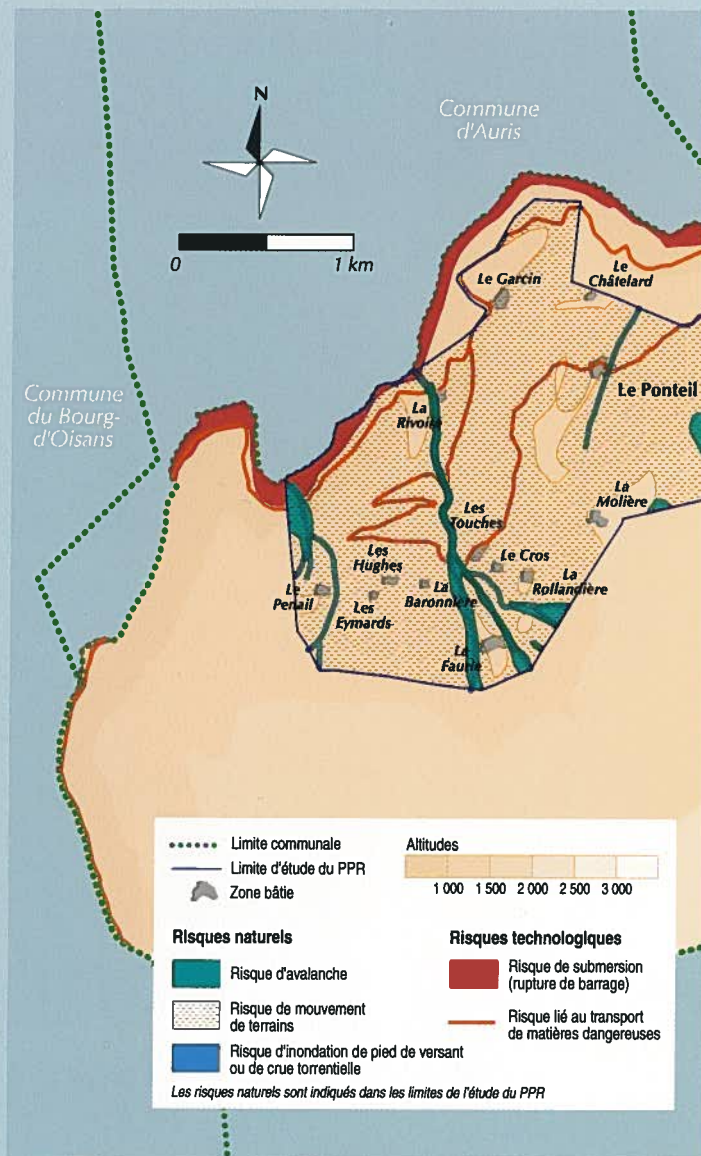 Commune
d'Auris
N
0 1 km
Le Garcin
Le
Châtelard
Commune
du Bourg-
d'Oisans
La
Rivoire
Le Ponteil
La
Molière
Les
Touches
Le Cros
Les
Hughes
La
Rollandière
Le
Penail
La
Baronnière
Les
Eymards
La
Faurie
Limite communale
Limite d'étude du PPR
Zone bâtie
Altitudes
1 000 1 500 2 000 2 500 3 000
Risques naturels
Risque d'avalanche
Risque de mouvement
de terrains
Risque d'inondation de pied de versant
ou de crue torrentielle
Risques technologiques
Risque de submersion
(rupture de barrage)
Risque lié au transport
de matières dangereuses
Les risques naturels sont indiqués dans les limites de l'étude du PPR